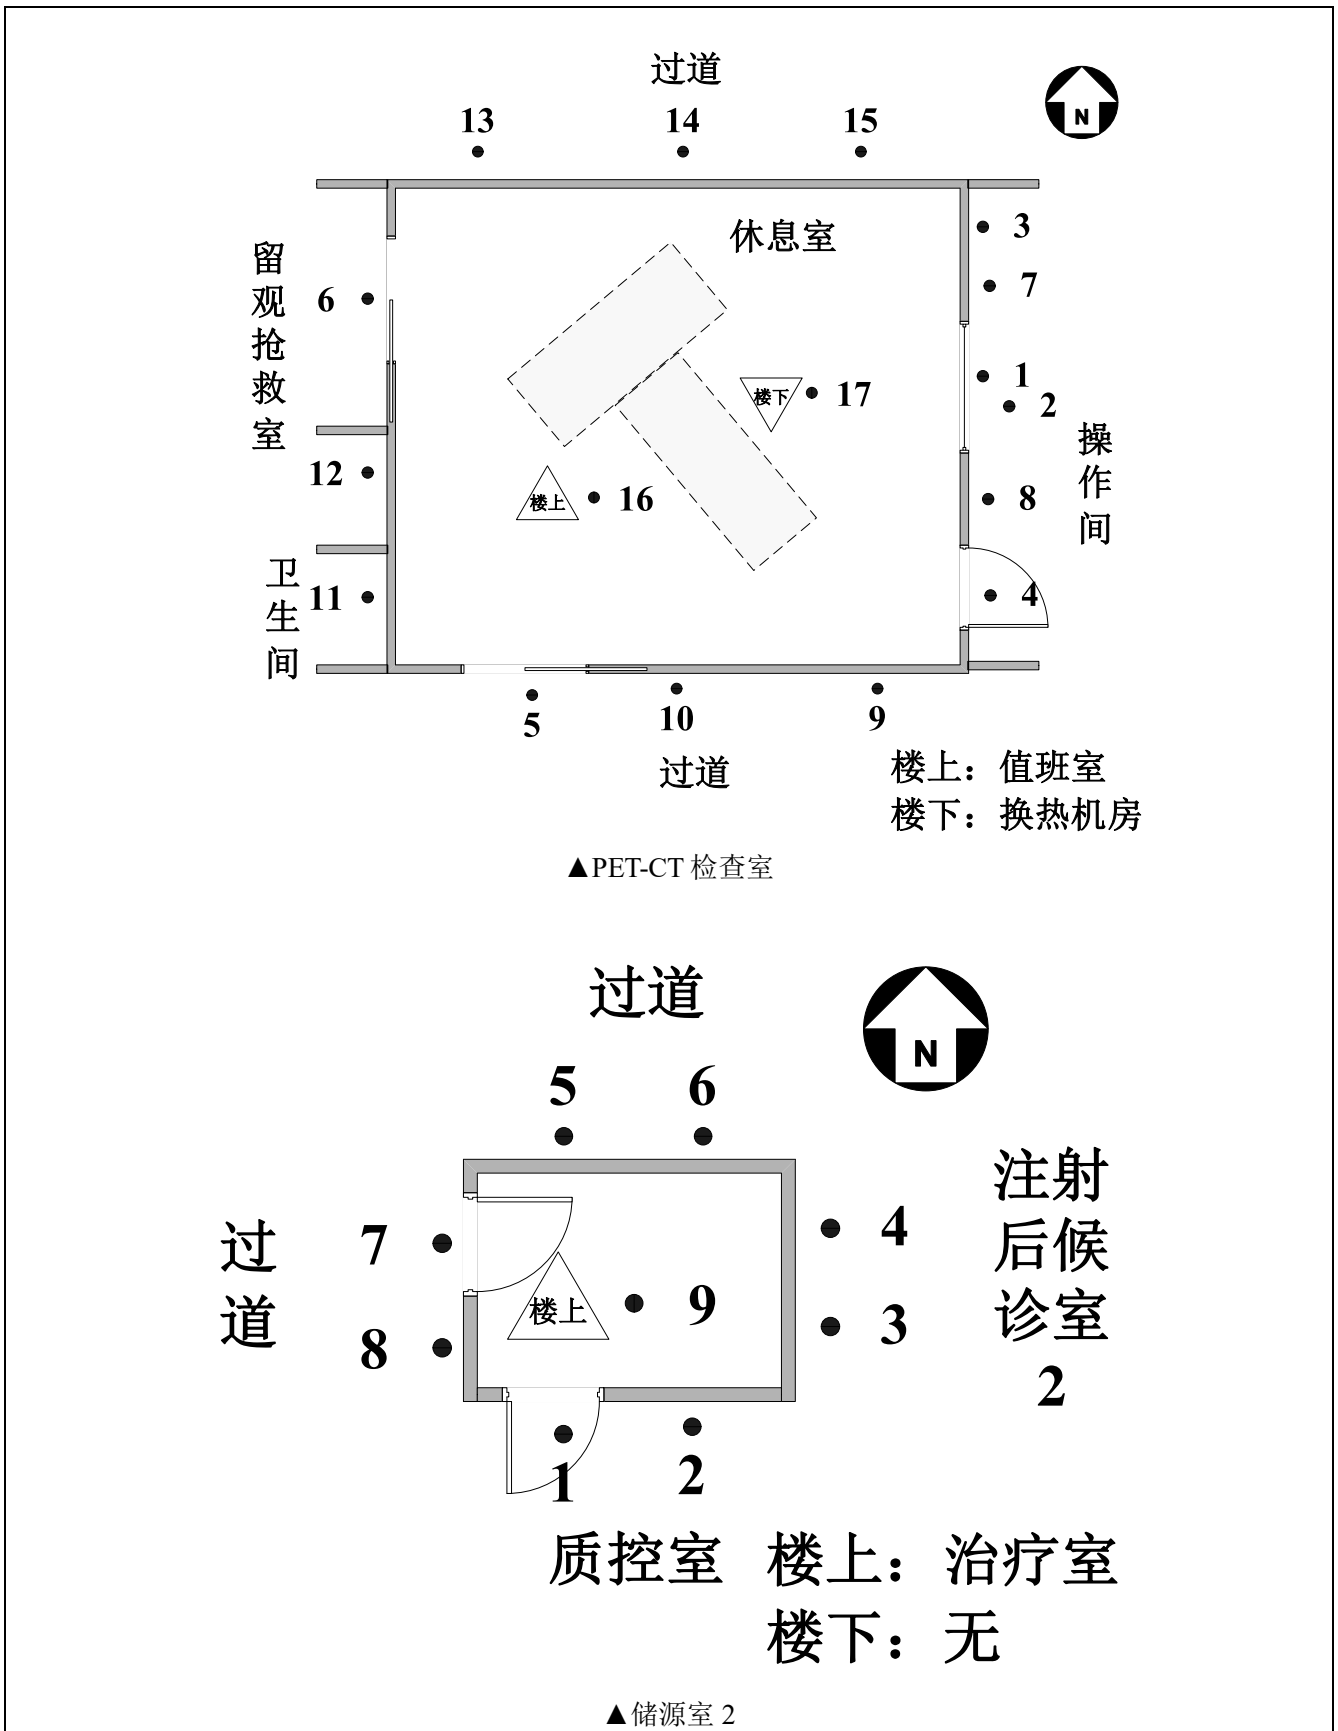 过道
13
14
15
N
留观抢救室
休息室
3
6
7
1
2
楼下
17
操作间
12
楼上
16
8
卫生间
11
4
5
10
9
过道
楼上：值班室
楼下：换热机房
▲PET-CT 检查室
过道
N
5
6
过道
7
4
注射后候诊室2
楼上
9
8
3
1
2
质控室
楼上：治疗室
楼下：无
▲储源室 2